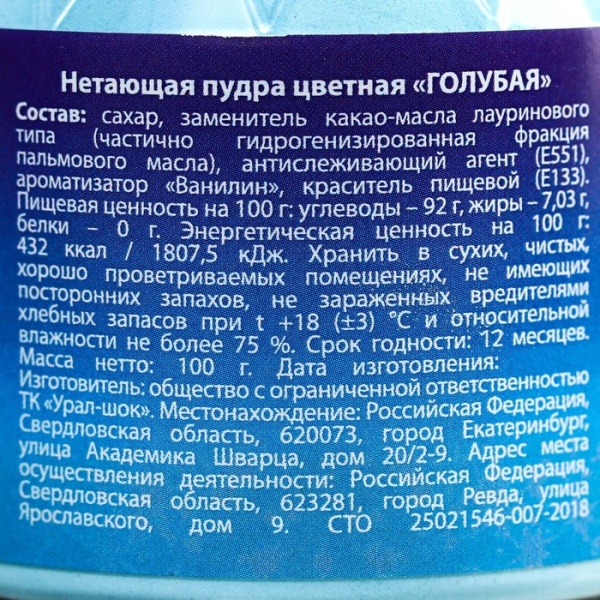 Нетающая пудра цветная «ГОЛУБАЯ»
Состав: сахар, заменитель какао-масла лауринового
типа (частично гидрогенизированная фракция
пальмового масла), антислеживающий агент (Е551),
ароматизатор «Ванилин», краситель пищевой (Е133).
Пищевая ценность на 100 г: углеводы – 92 г, жиры – 7,03 г,
белки – 0 г. Энергетическая ценность на 100 г:
432 ккал / 1807,5 кДж. Хранить в сухих, чистых,
хорошо проветриваемых помещениях, не имеющих
посторонних запахов, не зараженных вредителями
хлебных запасов при t +18 (±3) °C и относительной
влажности не более 75 %. Срок годности: 12 месяцев.
Масса нетто: 100 г. Дата изготовления:
Изготовитель: общество с ограниченной ответственностью
ТК «Урал-шок». Местонахождение: Российская Федерация,
Свердловская область, 620073, город Екатеринбург,
улица Академика Шварца, дом 20/2-9. Адрес места
осуществления деятельности: Российская Федерация,
Свердловская область, 623281, город Ревда, улица
Ярославского, дом 9. СТО 25021546-007-2018